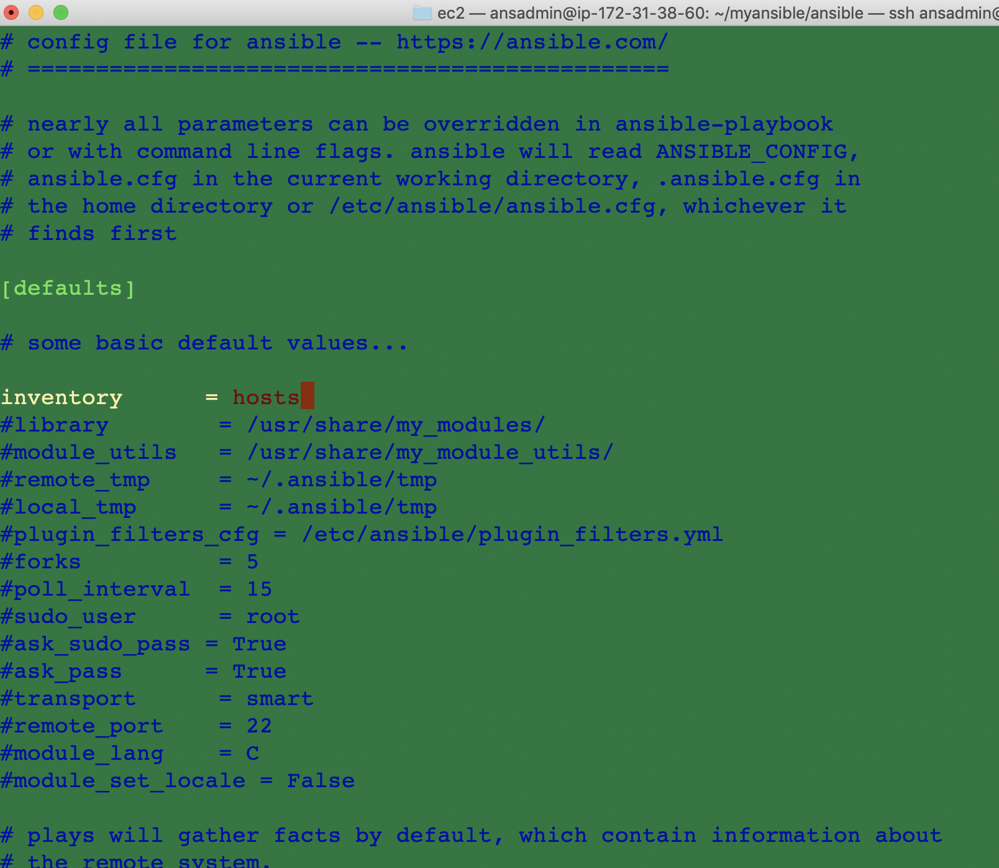 ec2 — ansadmin@ip-172-31-38-60: ~/myansible/ansible — ssh ansadmin@
# config file for ansible -- https://ansible.com/
# ===============================================
# nearly all parameters can be overridden in ansible-playbook
# or with command line flags. ansible will read ANSIBLE_CONFIG,
# ansible.cfg in the current working directory, .ansible.cfg in
# the home directory or /etc/ansible/ansible.cfg, whichever it
# finds first
[defaults]
# some basic default values...
inventory      = hosts
#library        = /usr/share/my_modules/
#module_utils   = /usr/share/my_module_utils/
#remote_tmp     = ~/.ansible/tmp
#local_tmp      = ~/.ansible/tmp
#plugin_filters_cfg = /etc/ansible/plugin_filters.yml
#forks          = 5
#poll_interval  = 15
#sudo_user      = root
#ask_sudo_pass = True
#ask_pass      = True
#transport      = smart
#remote_port    = 22
#module_lang    = C
#module_set_locale = False
# plays will gather facts by default, which contain information about
# the remote system.